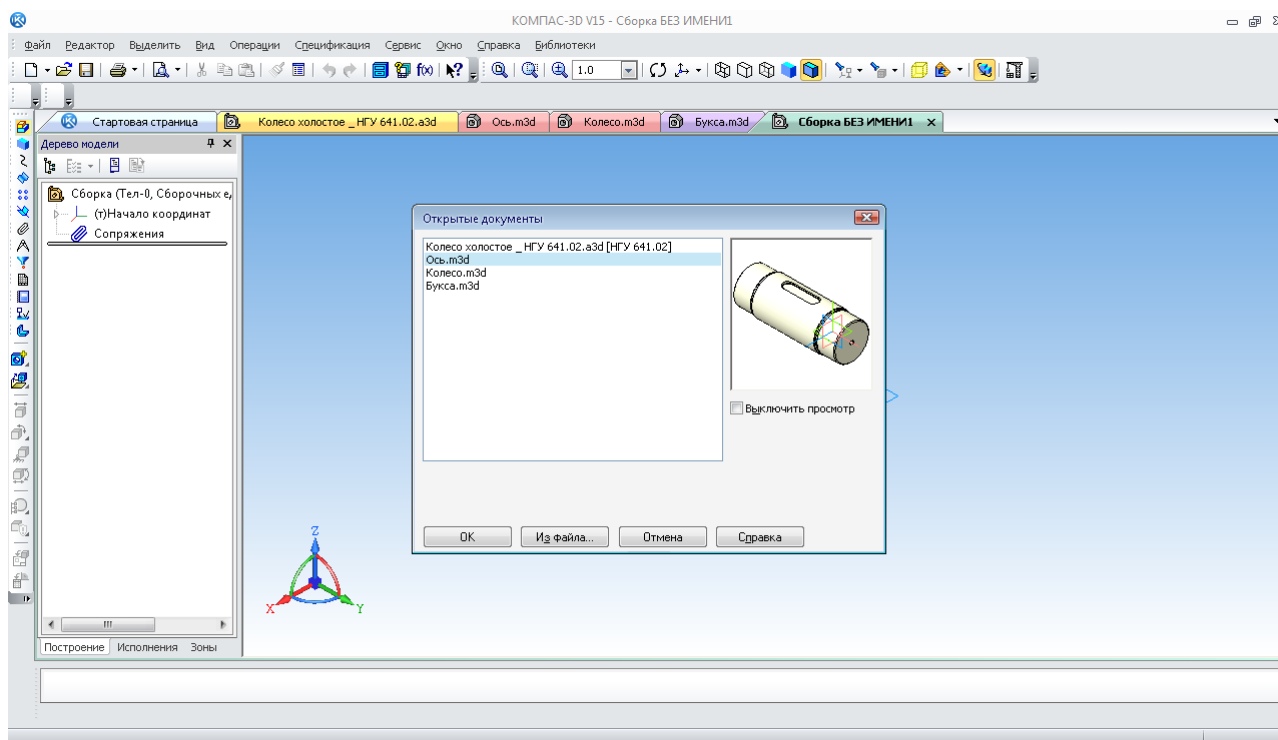 КОМПАС-3D V15 - Сборка БЕЗ ИМЕНИ1
Файл Редактор Выделить Вид Операции Спецификация Сервис Окно Справка Библиотеки
1.0
f(x)
Стартовая страница Колесо холостое _ НГУ 641.02.a3d Ось.m3d Колесо.m3d Букса.m3d Сборка БЕЗ ИМЕНИ1
Дерево модели
Сборка (Тел-0, Сборочных е,
(т)Начало координат
Сопряжения
Открытые документы
Колесо холостое _ НГУ 641.02.a3d [НГУ 641.02]
Ось.m3d
Колесо.m3d
Букса.m3d
Выключить просмотр
ОК Из файла... Отмена Справка
Z
X Y
Построение Исполнения Зоны